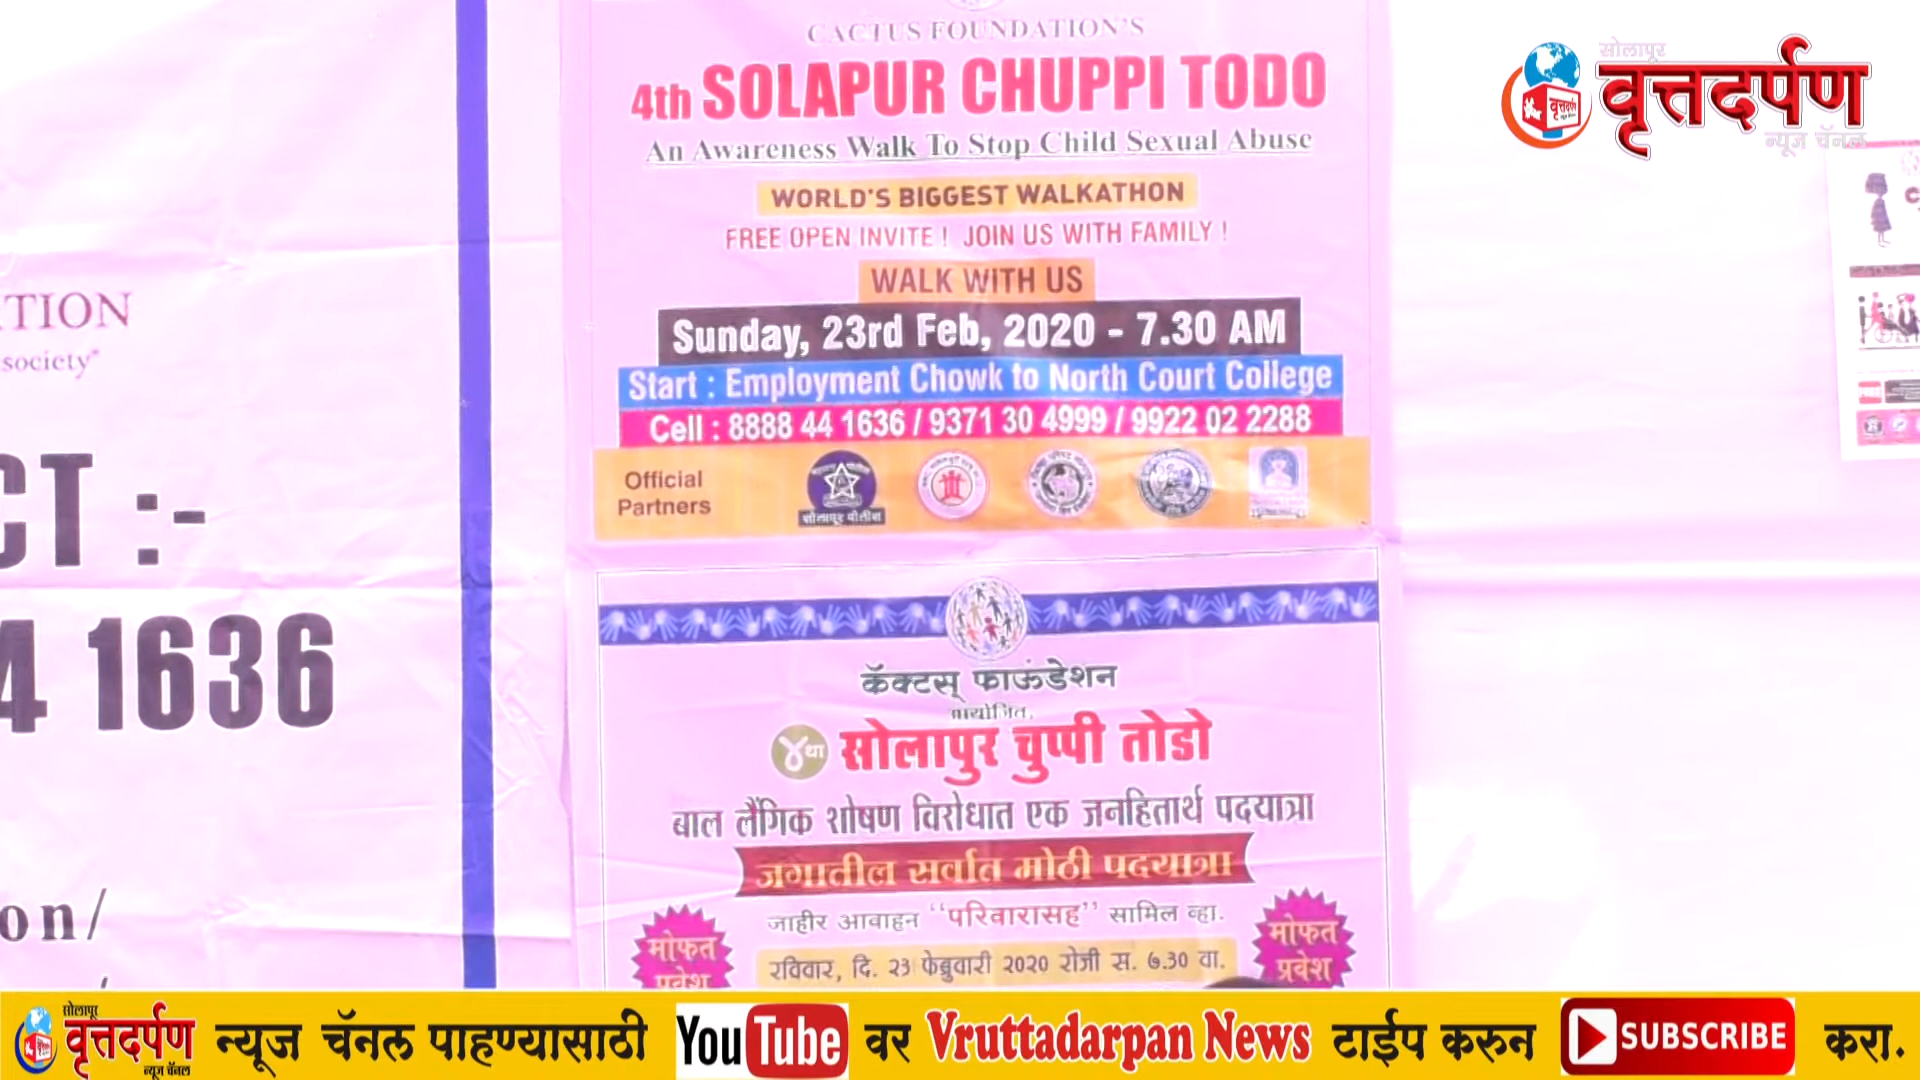 CACTUS FOUNDATION'S
4th SOLAPUR CHUPPI TODO
An Awareness Walk To Stop Child Sexual Abuse
WORLD'S BIGGEST WALKATHON
FREE OPEN INVITE ! JOIN US WITH FAMILY !
WALK WITH US
Sunday, 23rd Feb, 2020 - 7.30 AM
Start : Employment Chowk to North Court College
Cell : 8888 44 1636 / 9371 30 4999 / 9922 02 2288
Official
Partners
सोलापूर पोलीस
कॅक्टस् फाऊंडेशन
आयोजित,
४था सोलापुर चुप्पी तोडो
बाल लैंगिक शोषण विरोधात एक जनहितार्थ पदयात्रा
जगातील सर्वात मोठी पदयात्रा
जाहीर आवाहन "परिवारासह" सामिल व्हा.
मोफत प्रवेश
रविवार, दि. २३ फेब्रुवारी २०२० रोजी स. ७.३० वा.
मोफत प्रवेश
TION
society"
CT :-
4 1636
on/
सोलापूर
वृत्तदर्पण
न्यूज चॅनल
सोलापूर
वृत्तदर्पण
न्यूज चॅनल
न्यूज चॅनल पाहण्यासाठी YouTube वर Vruttadarpan News टाईप करुन SUBSCRIBE करा.